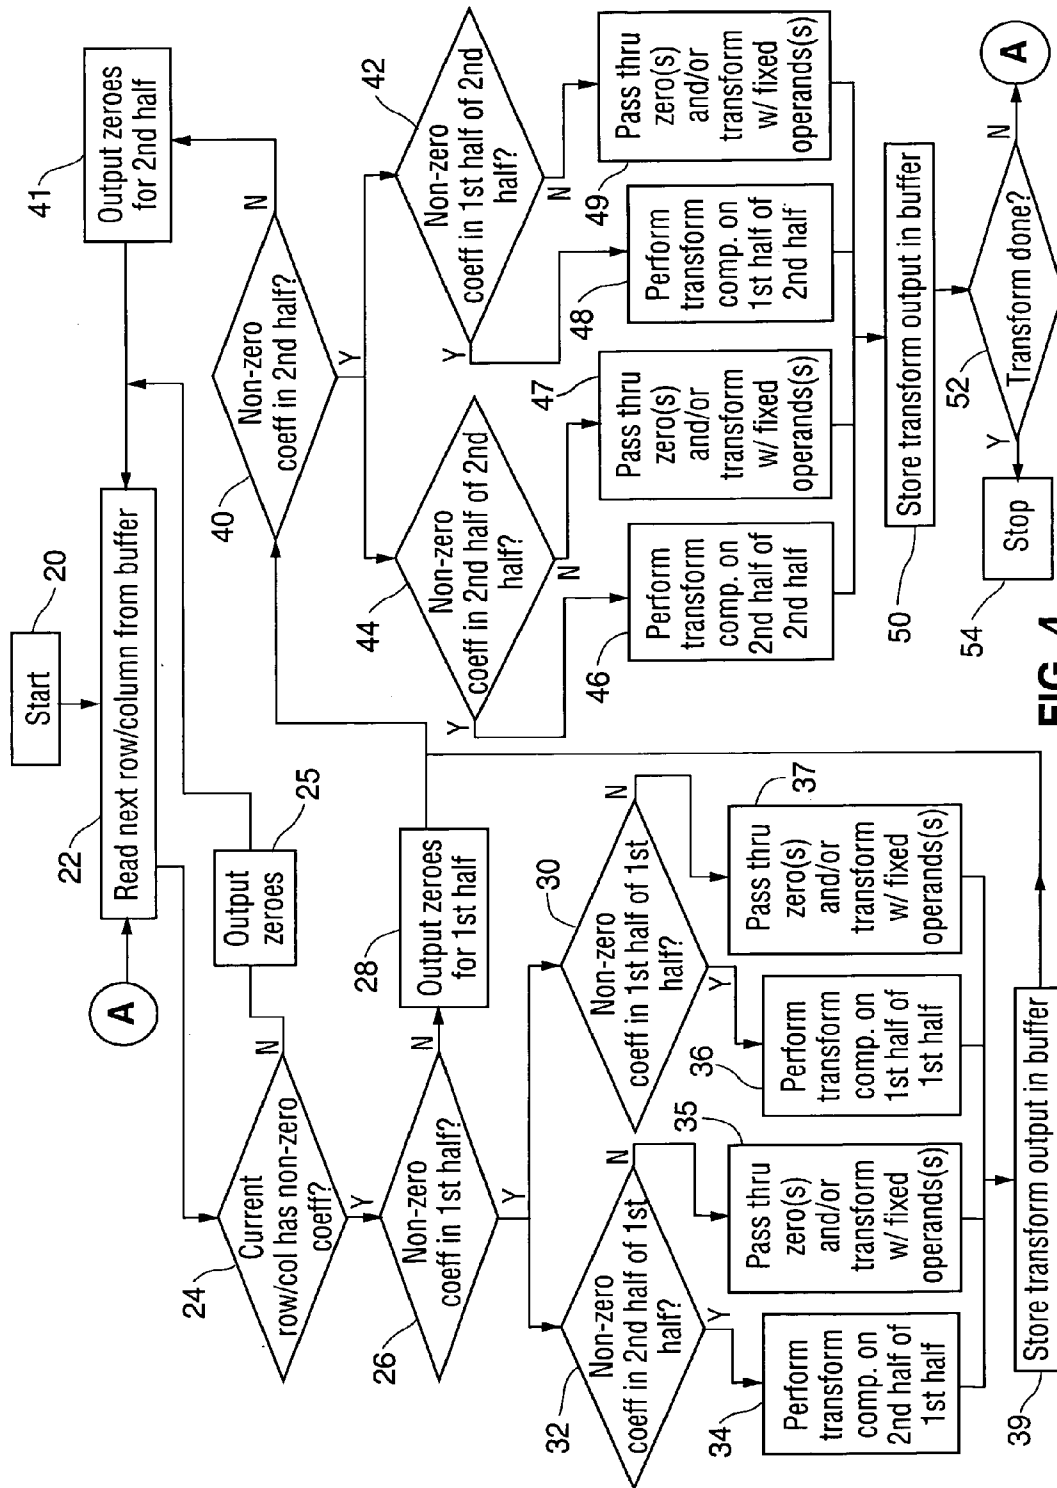 Start
20
A
22
Read next row/column from buffer
41
Output zeroes
for 2nd half
24
Current
row/col has non-zero
coeff?
N
Y
Output
zeroes
25
26
Non-zero
coeff in 1st half?
N
Y
28
Output zeroes
for 1st half
40
Non-zero
coeff in 2nd half?
N
Y
32
Non-zero
coeff in 2nd half of 1st
half?
N
Y
Non-zero
coeff in 1st half of 1st
half?
30
N
Y
44
Non-zero
coeff in 2nd half of 2nd
half?
Y
N
Non-zero
coeff in 1st half of 2nd
half?
42
Y
N
34
Perform
transform
comp. on
2nd half of
1st half
35
Pass thru
zero(s)
and/or
transform
w/ fixed
operands(s)
36
Perform
transform
comp. on
1st half of
1st half
37
Pass thru
zero(s)
and/or
transform
w/ fixed
operands(s)
46
Perform
transform
comp. on
2nd half of
2nd half
47
Pass thru
zero(s)
and/or
transform
w/ fixed
operands(s)
48
Perform
transform
comp. on
1st half of
2nd half
49
Pass thru
zero(s)
and/or
transform
w/ fixed
operands(s)
39
Store transform output in buffer
50
Store transform output in buffer
52
Transform done?
Y
N
A
54
Stop
FIG. 4